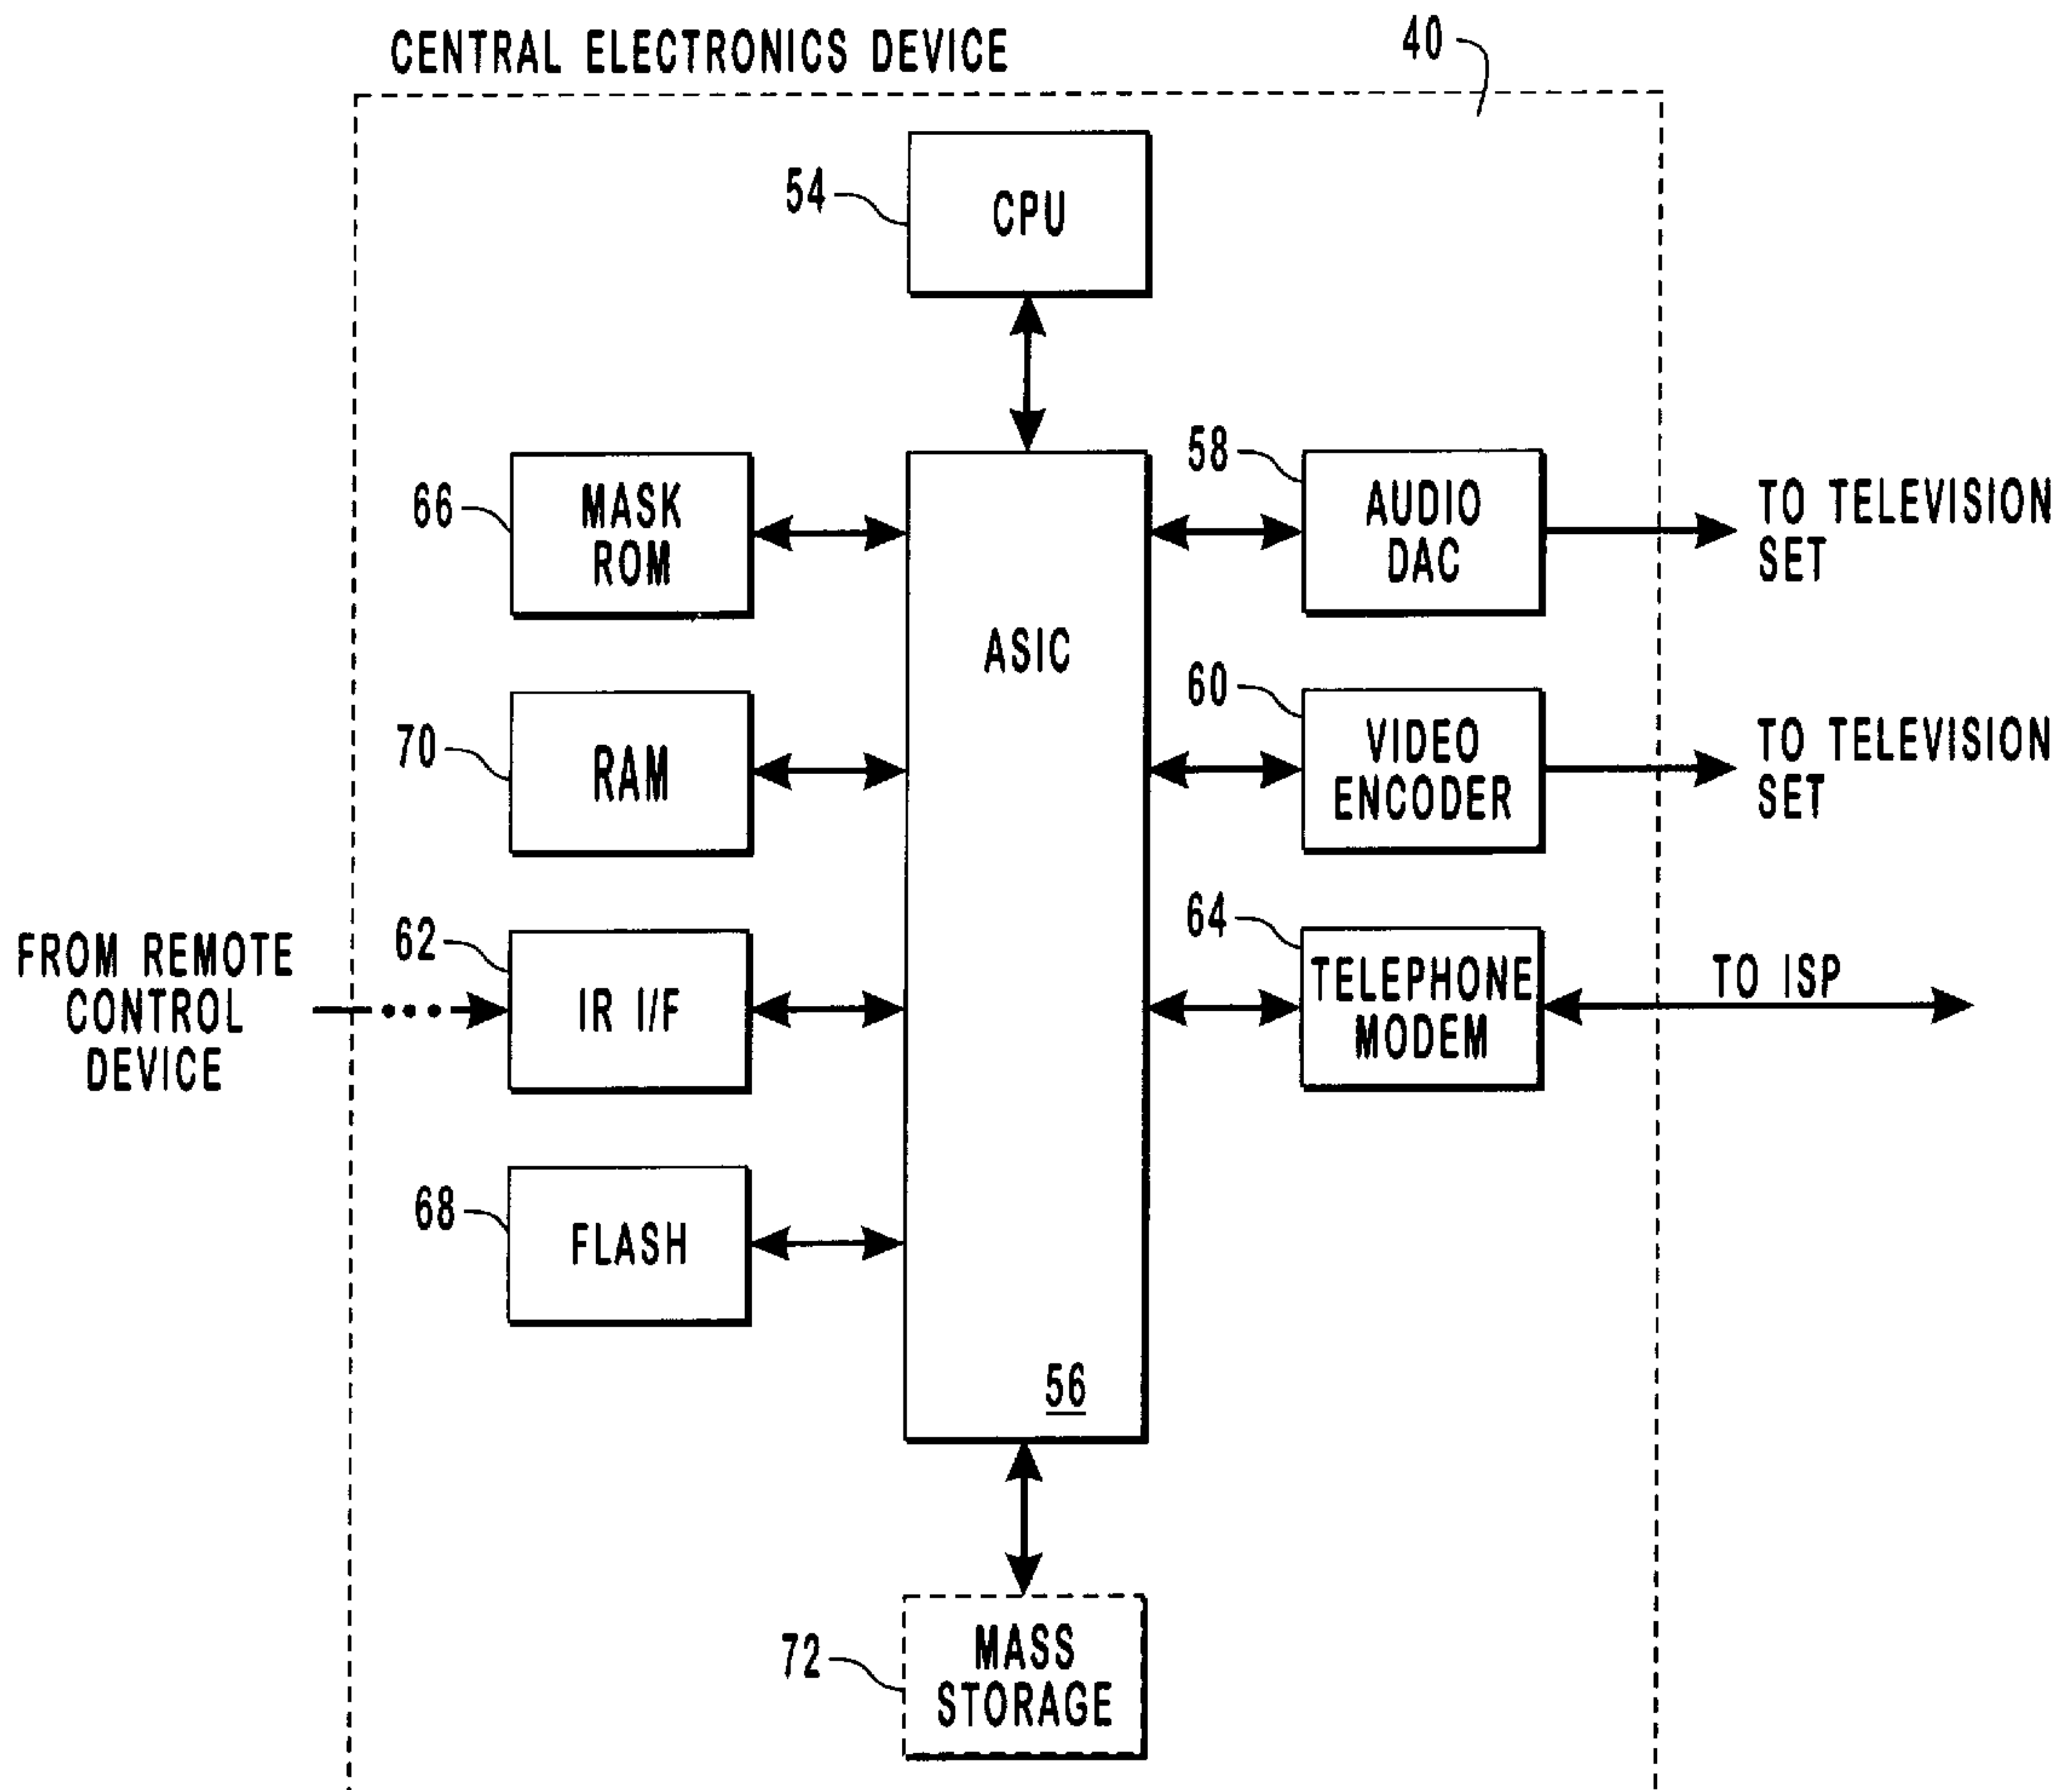 CENTRAL ELECTRONICS DEVICE
40
54
CPU
66
MASK
ROM
ASIC
58
AUDIO
DAC
TO TELEVISION
SET
70
RAM
60
VIDEO
ENCODER
TO TELEVISION
SET
FROM REMOTE
CONTROL
DEVICE
62
IR I/F
64
TELEPHONE
MODEM
TO ISP
68
FLASH
56
72
MASS
STORAGE